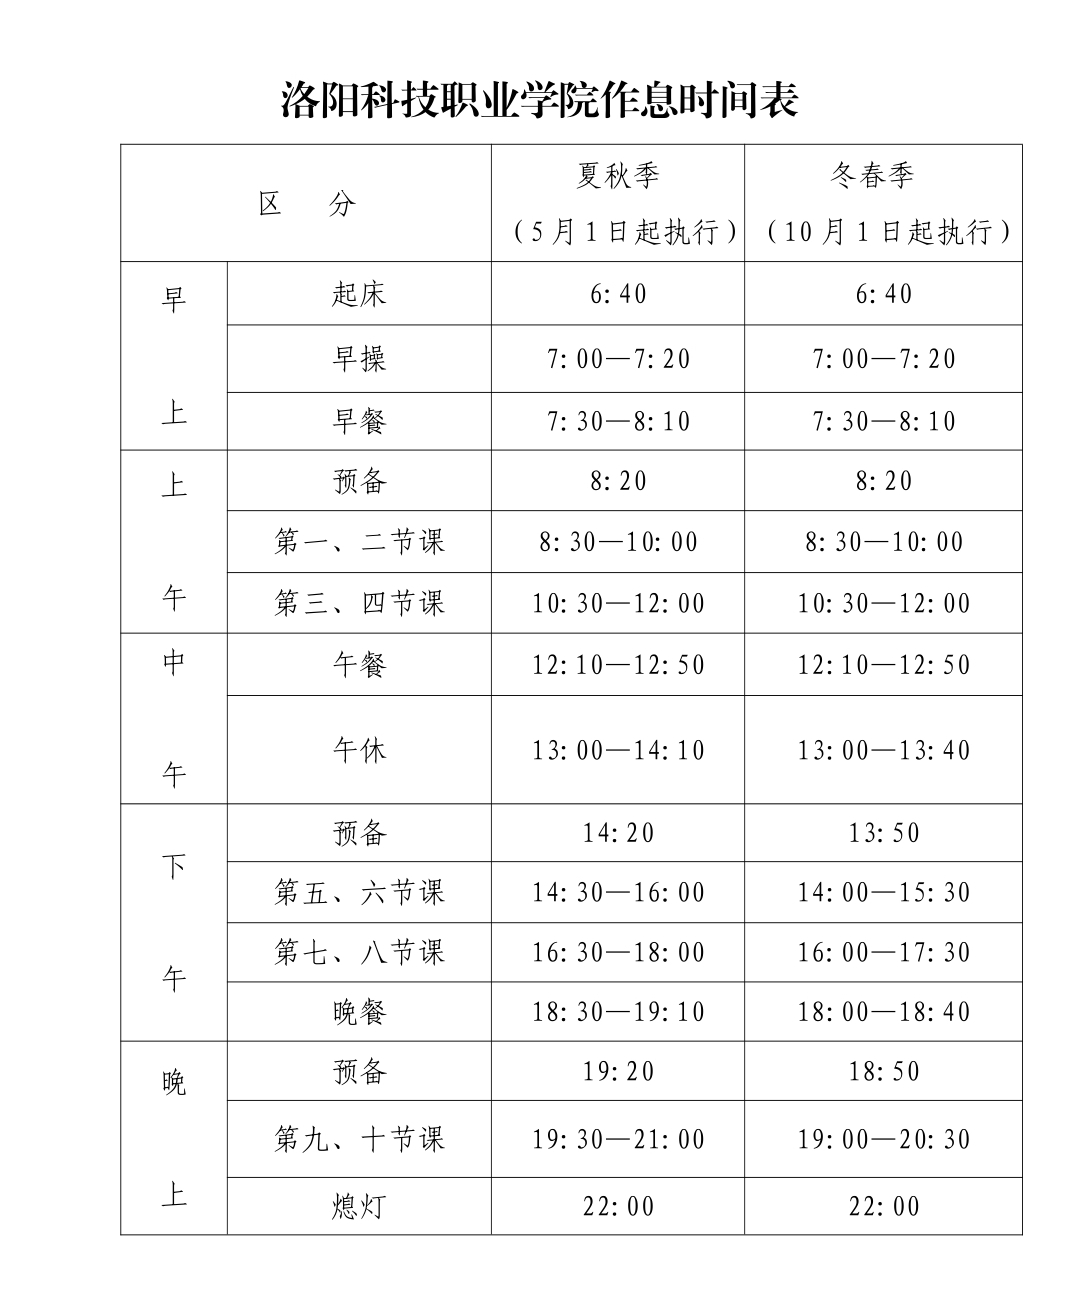 洛阳科技职业学院作息时间表
区 分 夏秋季 (5月1日起执行) 冬春季 (10月1日起执行)
早上 起床 6:40 6:40
早操 7:00—7:20 7:00—7:20
早餐 7:30—8:10 7:30—8:10
上午 预备 8:20 8:20
第一、二节课 8:30—10:00 8:30—10:00
第三、四节课 10:30—12:00 10:30—12:00
中午 午餐 12:10—12:50 12:10—12:50
午休 13:00—14:10 13:00—13:40
下午 预备 14:20 13:50
第五、六节课 14:30—16:00 14:00—15:30
第七、八节课 16:30—18:00 16:00—17:30
晚餐 18:30—19:10 18:00—18:40
晚上 预备 19:20 18:50
第九、十节课 19:30—21:00 19:00—20:30
熄灯 22:00 22:00